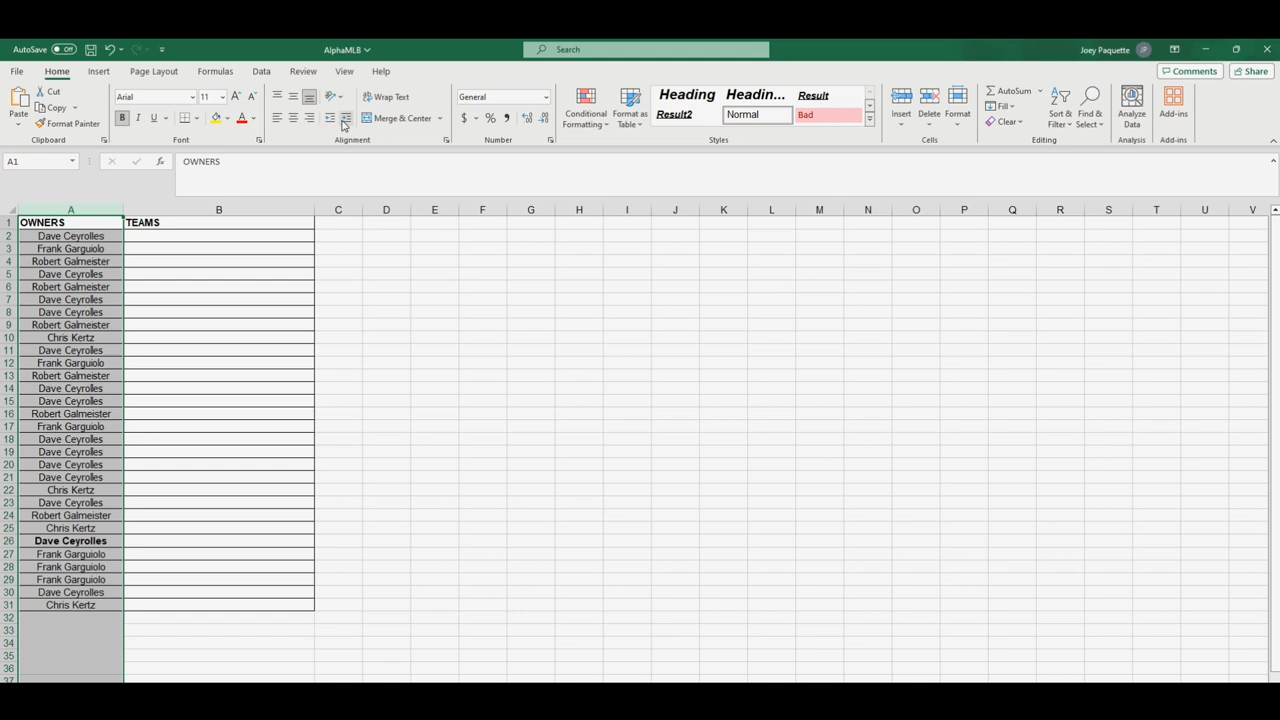 AutoSave Off AlphaMLB Search Joey Paquette JP
File Home Insert Page Layout Formulas Data Review View Help Comments Share
Paste Cut Copy Format Painter Clipboard
Arial 11 A A B I U A Font
Wrap Text Merge & Center Alignment
General $ % , Number
Conditional Formatting Format as Table Heading Headin... Result Result2 Normal Bad Styles
Insert Delete Format Cells
AutoSum Fill Clear Sort & Filter Find & Select Editing
Analyze Data Analysis
Add-ins Add-ins
A1 fx OWNERS
A B C D E F G H I J K L M N O P Q R S T U V
1 OWNERS TEAMS
2 Dave Ceyrolles
3 Frank Garguiolo
4 Robert Galmeister
5 Dave Ceyrolles
6 Robert Galmeister
7 Dave Ceyrolles
8 Dave Ceyrolles
9 Robert Galmeister
10 Chris Kertz
11 Dave Ceyrolles
12 Frank Garguiolo
13 Robert Galmeister
14 Dave Ceyrolles
15 Dave Ceyrolles
16 Robert Galmeister
17 Frank Garguiolo
18 Dave Ceyrolles
19 Dave Ceyrolles
20 Dave Ceyrolles
21 Dave Ceyrolles
22 Chris Kertz
23 Dave Ceyrolles
24 Robert Galmeister
25 Chris Kertz
26 Dave Ceyrolles
27 Frank Garguiolo
28 Frank Garguiolo
29 Frank Garguiolo
30 Dave Ceyrolles
31 Chris Kertz
32
33
34
35
36
37